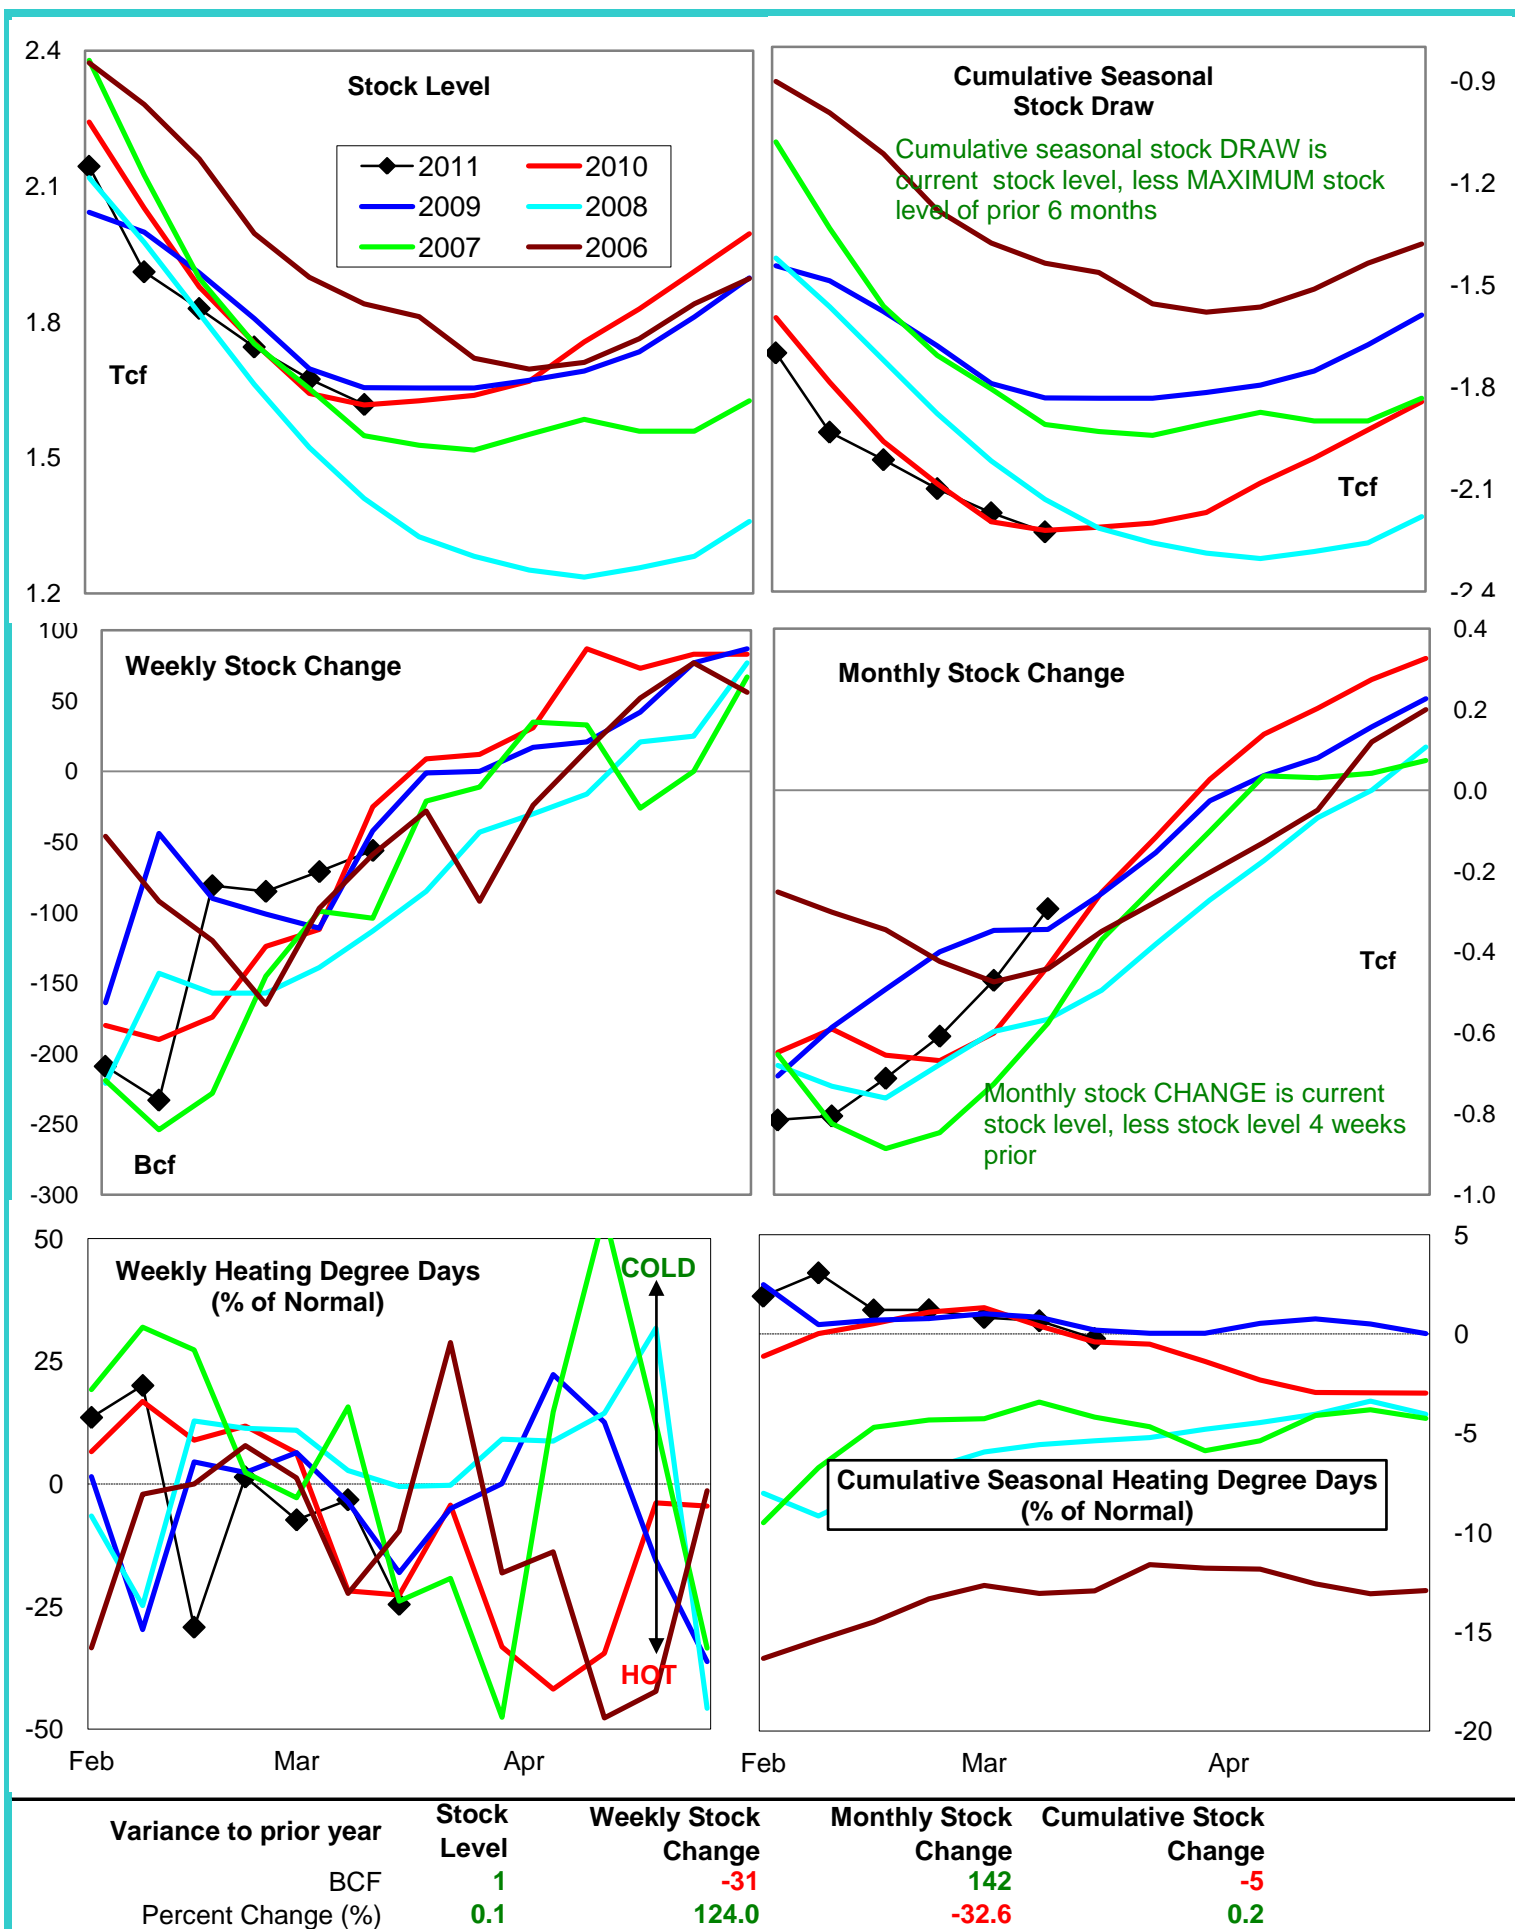 Stock Level
2.4
2.1
1.8
1.5
1.2
Tcf
2011
2010
2009
2008
2007
2006
Cumulative Seasonal
Stock Draw
Cumulative seasonal stock DRAW is
current stock level, less MAXIMUM stock
level of prior 6 months
Tcf
-0.9
-1.2
-1.5
-1.8
-2.1
-2.4
Weekly Stock Change
100
50
0
-50
-100
-150
-200
-250
-300
Bcf
Monthly Stock Change
Tcf
Monthly stock CHANGE is current
stock level, less stock level 4 weeks
prior
0.4
0.2
0.0
-0.2
-0.4
-0.6
-0.8
-1.0
Weekly Heating Degree Days
(% of Normal)
COLD
HOT
50
25
0
-25
-50
Feb Mar Apr
Cumulative Seasonal Heating Degree Days
(% of Normal)
5
0
-5
-10
-15
-20
Feb Mar Apr
Variance to prior year
Stock
Level
Weekly Stock
Change
Monthly Stock
Change
Cumulative Stock
Change
BCF 1 -31 142 -5
Percent Change (%) 0.1 124.0 -32.6 0.2